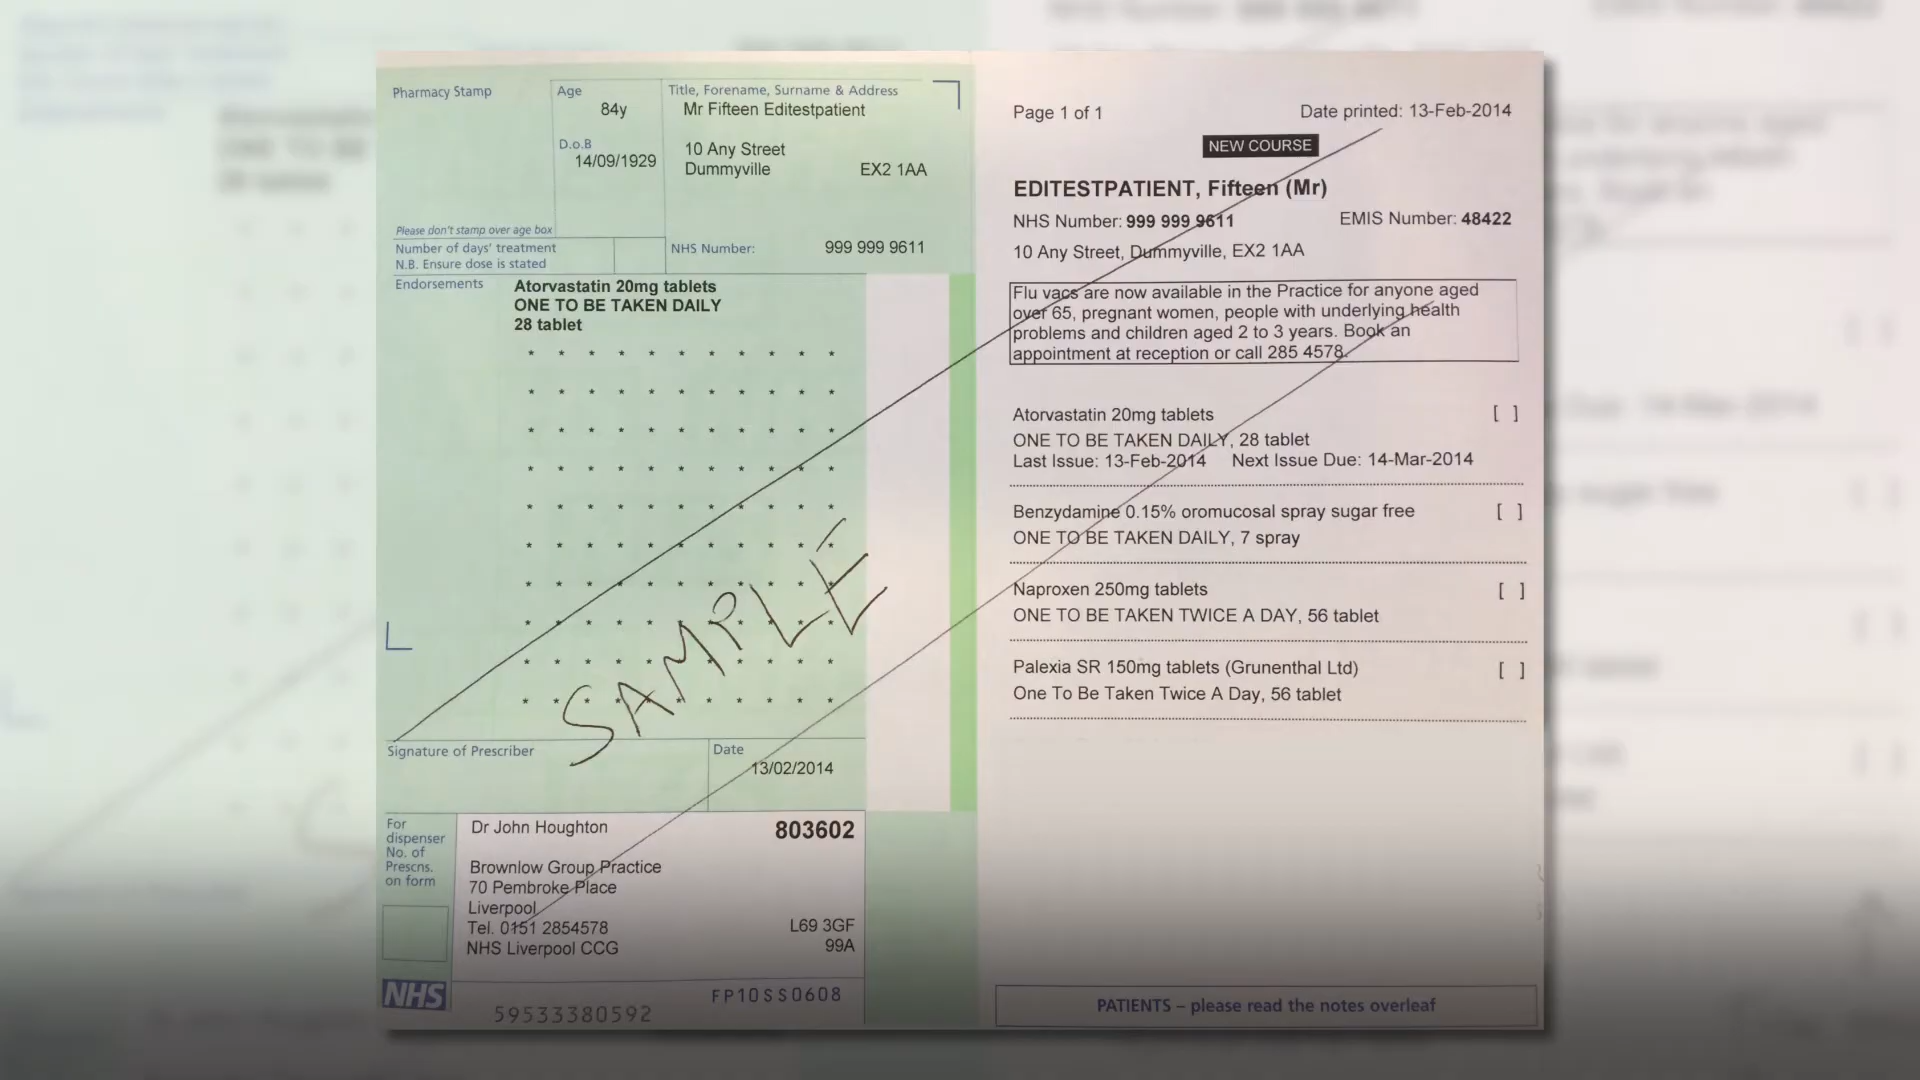 Pharmacy Stamp
Age
84y
D.o.B
14/09/1929
Title, Forename, Surname & Address
Mr Fifteen Editestpatient
10 Any Street
Dummyville EX2 1AA
Please don't stamp over age box
Number of days' treatment
N.B. Ensure dose is stated
NHS Number: 999 999 9611
Endorsements
Atorvastatin 20mg tablets
ONE TO BE TAKEN DAILY
28 tablet
SAMPLE
Signature of Prescriber
Date
13/02/2014
For
dispenser
No. of
Prescns.
on form
Dr John Houghton 803602
Brownlow Group Practice
70 Pembroke Place
Liverpool
Tel. 0151 2854578 L69 3GF
NHS Liverpool CCG 99A
NHS
FP10SS0608
59533380592
Page 1 of 1 Date printed: 13-Feb-2014
NEW COURSE
EDITESTPATIENT, Fifteen (Mr)
NHS Number: 999 999 9611 EMIS Number: 48422
10 Any Street, Dummyville, EX2 1AA
Flu vacs are now available in the Practice for anyone aged
over 65, pregnant women, people with underlying health
problems and children aged 2 to 3 years. Book an
appointment at reception or call 285 4578.
Atorvastatin 20mg tablets [ ]
ONE TO BE TAKEN DAILY, 28 tablet
Last Issue: 13-Feb-2014 Next Issue Due: 14-Mar-2014
Benzydamine 0.15% oromucosal spray sugar free [ ]
ONE TO BE TAKEN DAILY, 7 spray
Naproxen 250mg tablets [ ]
ONE TO BE TAKEN TWICE A DAY, 56 tablet
Palexia SR 150mg tablets (Grunenthal Ltd) [ ]
One To Be Taken Twice A Day, 56 tablet
PATIENTS – please read the notes overleaf